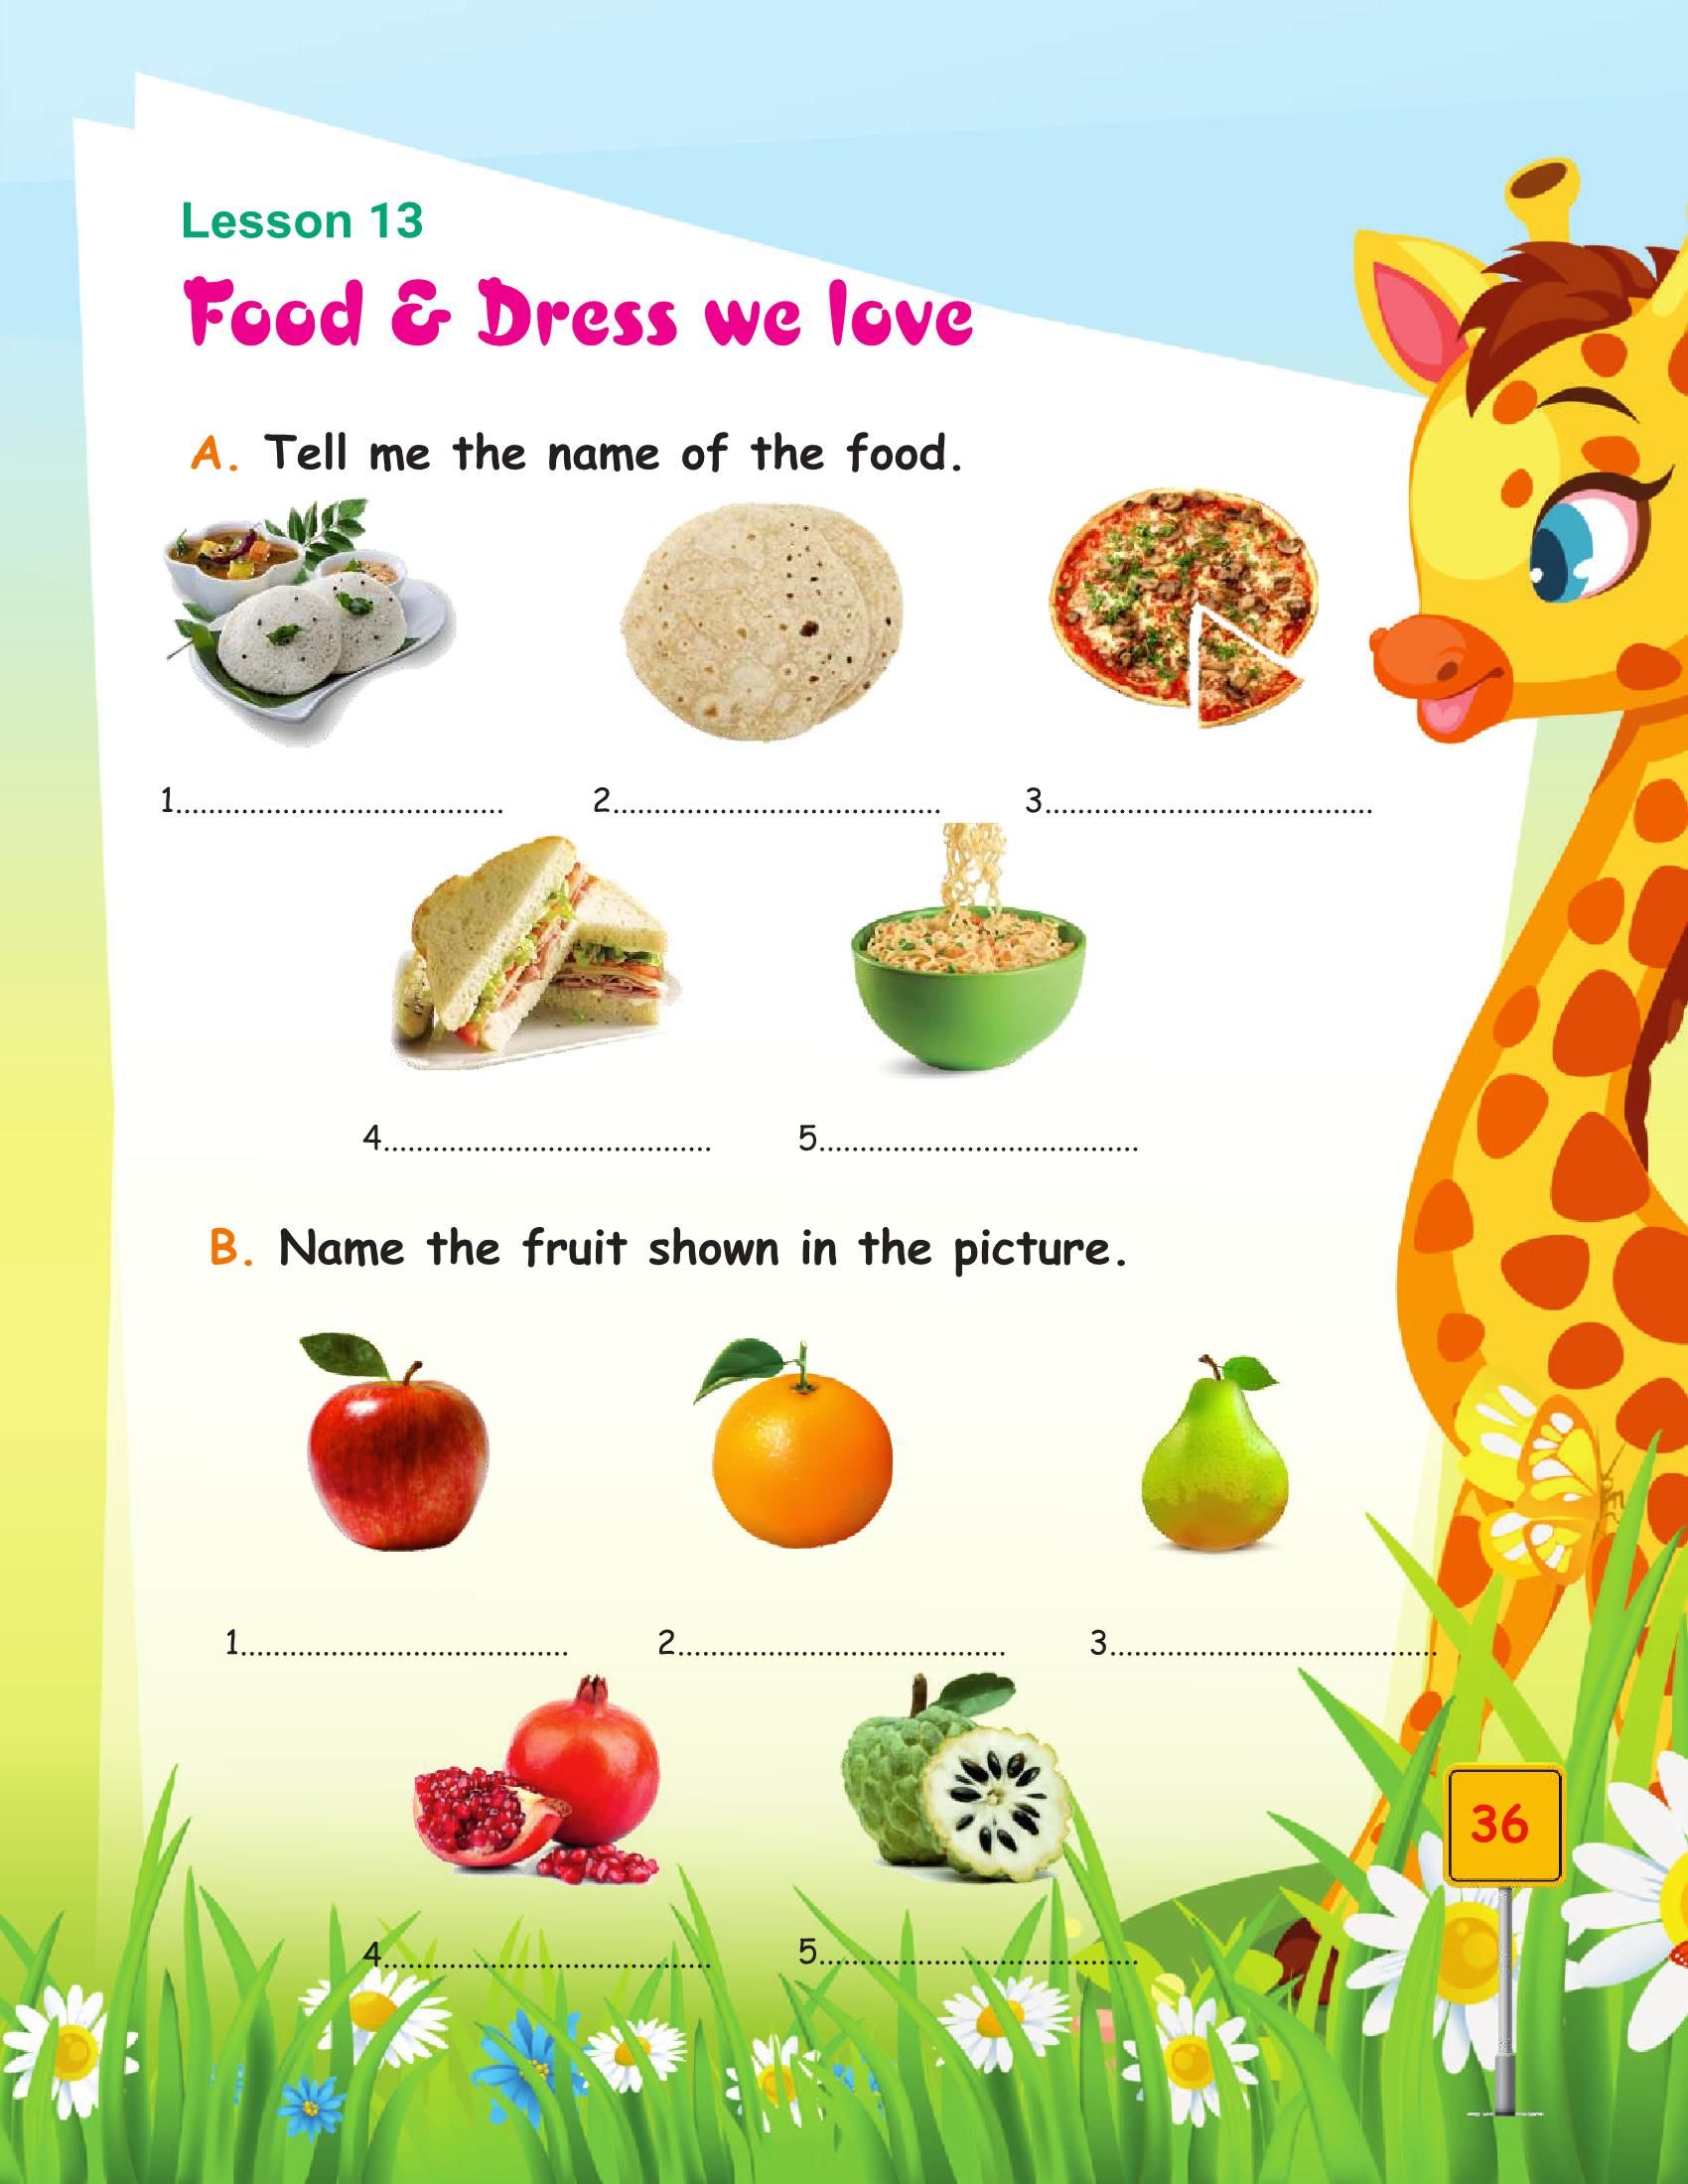 Lesson 13
Food & Dress we love
A. Tell me the name of the food.
1.................................... 2.................................... 3....................................
4.................................... 5....................................
B. Name the fruit shown in the picture.
1.................................... 2.................................... 3....................................
36
4.................................... 5....................................